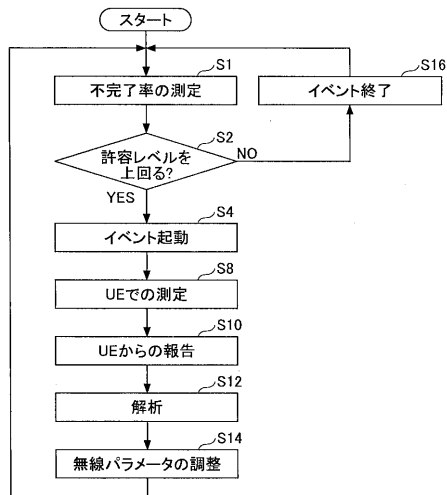 スタート
S1
不完了率の測定
S16
イベント終了
S2
許容レベルを
上回る?
NO
YES
S4
イベント起動
S8
UEでの測定
S10
UEからの報告
S12
解析
S14
無線パラメータの調整